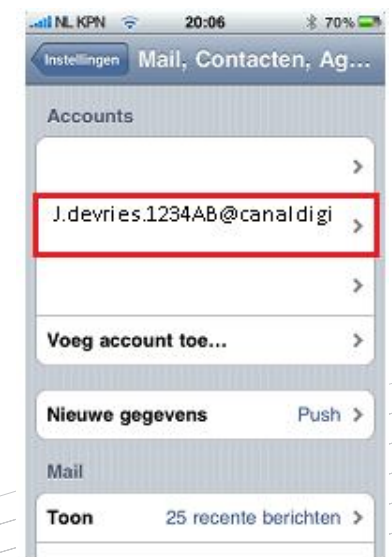 NL KPN 20:06 70%
Instellingen Mail, Contacten, Ag...
Accounts
J.devries.1234AB@canaldigi
Voeg account toe...
Nieuwe gegevens Push
Mail
Toon 25 recente berichten